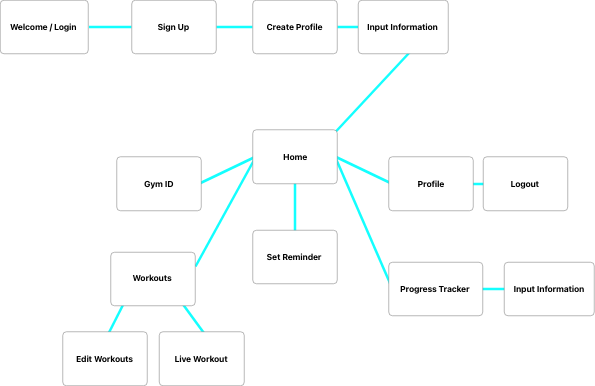 Welcome / Login
Sign Up
Create Profile
Input Information
Home
Gym ID
Profile
Logout
Set Reminder
Workouts
Progress Tracker
Input Information
Edit Workouts
Live Workout